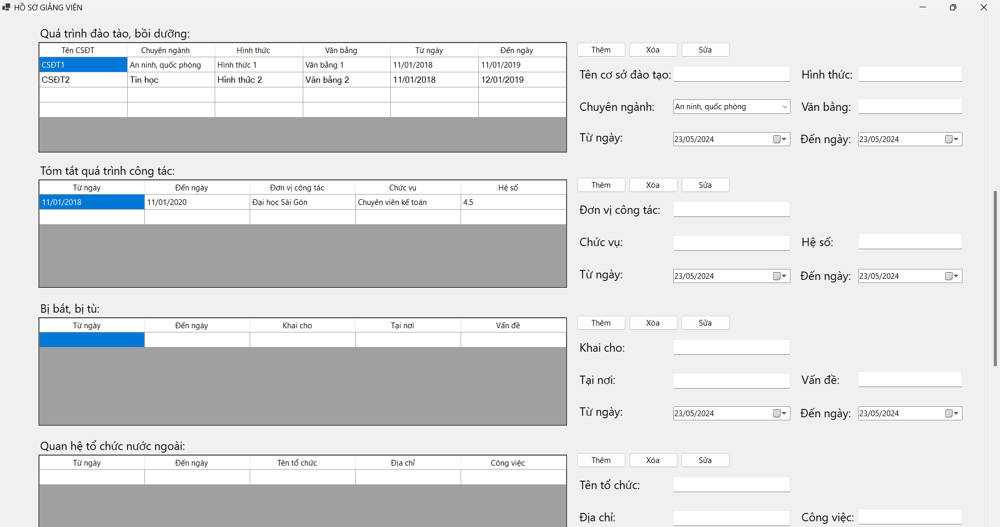 HỒ SƠ GIẢNG VIÊN
Quá trình đào tào, bồi dưỡng:
Tên CSĐT Chuyên ngành Hình thức Văn bằng Từ ngày Đến ngày
CSĐT1 An ninh, quốc phòng Hình thức 1 Văn bằng 1 11/01/2018 11/01/2019
CSĐT2 Tin học Hình thức 2 Văn bằng 2 11/01/2018 12/01/2019
Thêm Xóa Sửa
Tên cơ sở đào tạo: Hình thức:
Chuyên ngành: An ninh, quốc phòng Văn bằng:
Từ ngày: 23/05/2024 Đến ngày: 23/05/2024
Tóm tắt quá trình công tác:
Từ ngày Đến ngày Đơn vị công tác Chức vụ Hệ số
11/01/2018 11/01/2020 Đại học Sài Gòn Chuyên viên kế toán 4.5
Thêm Xóa Sửa
Đơn vị công tác:
Chức vụ: Hệ số:
Từ ngày: 23/05/2024 Đến ngày: 23/05/2024
Bị bắt, bị tù:
Từ ngày Đến ngày Khai cho Tại nơi Vấn đề
Thêm Xóa Sửa
Khai cho:
Tại nơi: Vấn đề:
Từ ngày: 23/05/2024 Đến ngày: 23/05/2024
Quan hệ tổ chức nước ngoài:
Từ ngày Đến ngày Tên tổ chức Địa chỉ Công việc
Thêm Xóa Sửa
Tên tổ chức:
Địa chỉ: Công việc: